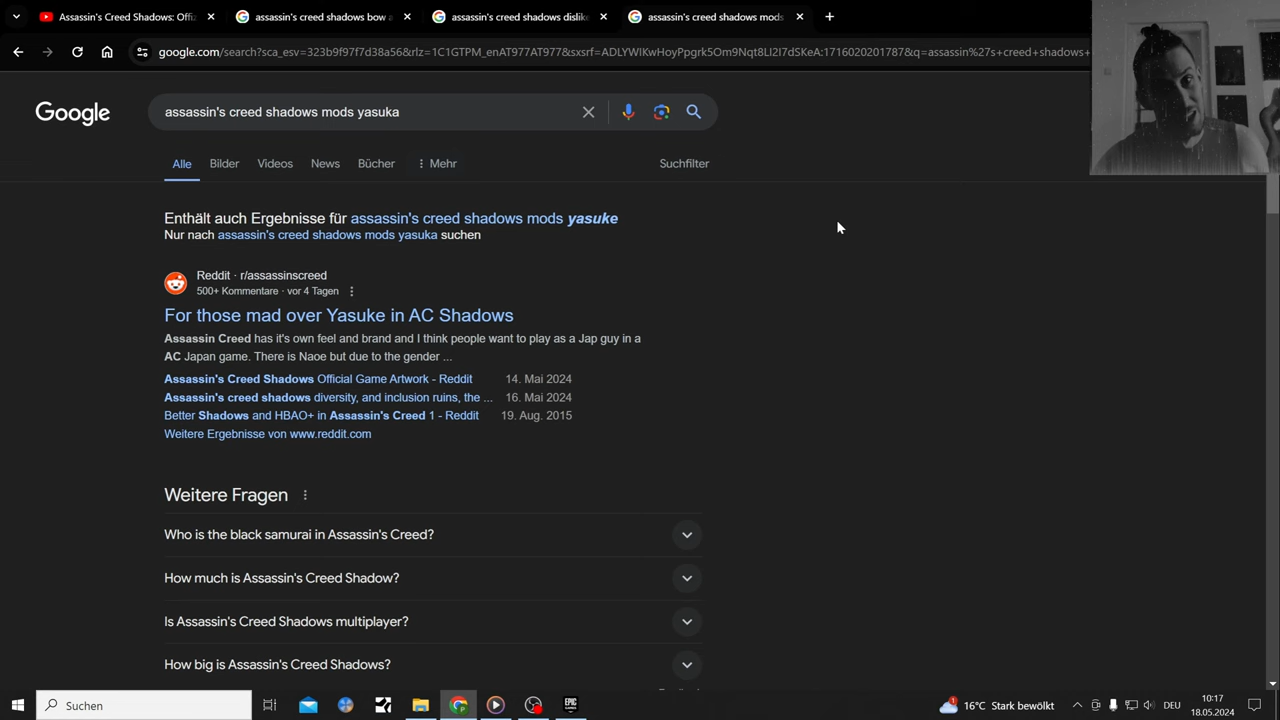 Assassin's Creed Shadows: Offi
assassin's creed shadows bow a
assassin's creed shadows dislike
assassin's creed shadows mods
google.com/search?sca_esv=323b9f97f7d38a56&rlz=1C1GTPM_enAT977AT977&sxsrf=ADLYWIKwHoyPpgrk5Om9Nqt8Ll2I7dSKeA:1716020201787&q=assassin%27s+creed+shadows+
Google
assassin's creed shadows mods yasuka
Alle
Bilder
Videos
News
Bücher
Mehr
Suchfilter
Enthält auch Ergebnisse für assassin's creed shadows mods yasuke
Nur nach assassin's creed shadows mods yasuka suchen
Reddit · r/assassinscreed
500+ Kommentare · vor 4 Tagen
For those mad over Yasuke in AC Shadows
Assassin Creed has it's own feel and brand and I think people want to play as a Jap guy in a
AC Japan game. There is Naoe but due to the gender ...
Assassin's Creed Shadows Official Game Artwork - Reddit 14. Mai 2024
Assassin's creed shadows diversity, and inclusion ruins, the ... 16. Mai 2024
Better Shadows and HBAO+ in Assassin's Creed 1 - Reddit 19. Aug. 2015
Weitere Ergebnisse von www.reddit.com
Weitere Fragen
Who is the black samurai in Assassin's Creed?
How much is Assassin's Creed Shadow?
Is Assassin's Creed Shadows multiplayer?
How big is Assassin's Creed Shadows?
Suchen
EPIC
1
16°C Stark bewölkt
DEU
10:17
18.05.2024